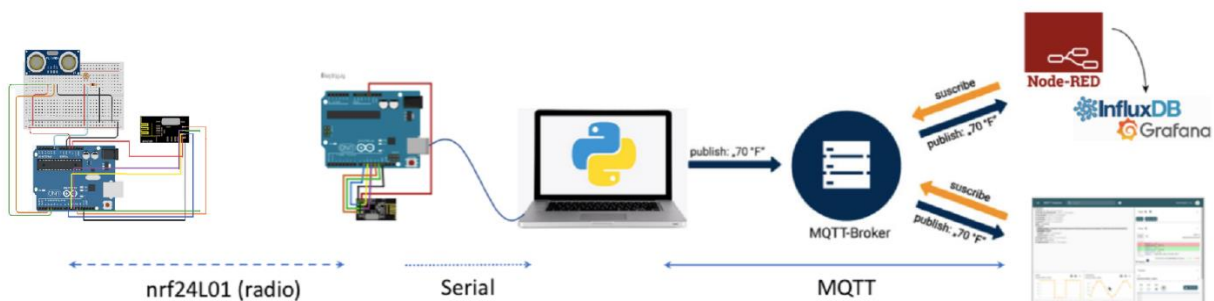 Node-RED
InfluxDB
Grafana
suscribe
publish: „70 °F"
publish: „70 °F"
MQTT-Broker
suscribe
publish: „70 °F"
nrf24L01 (radio)
Serial
MQTT